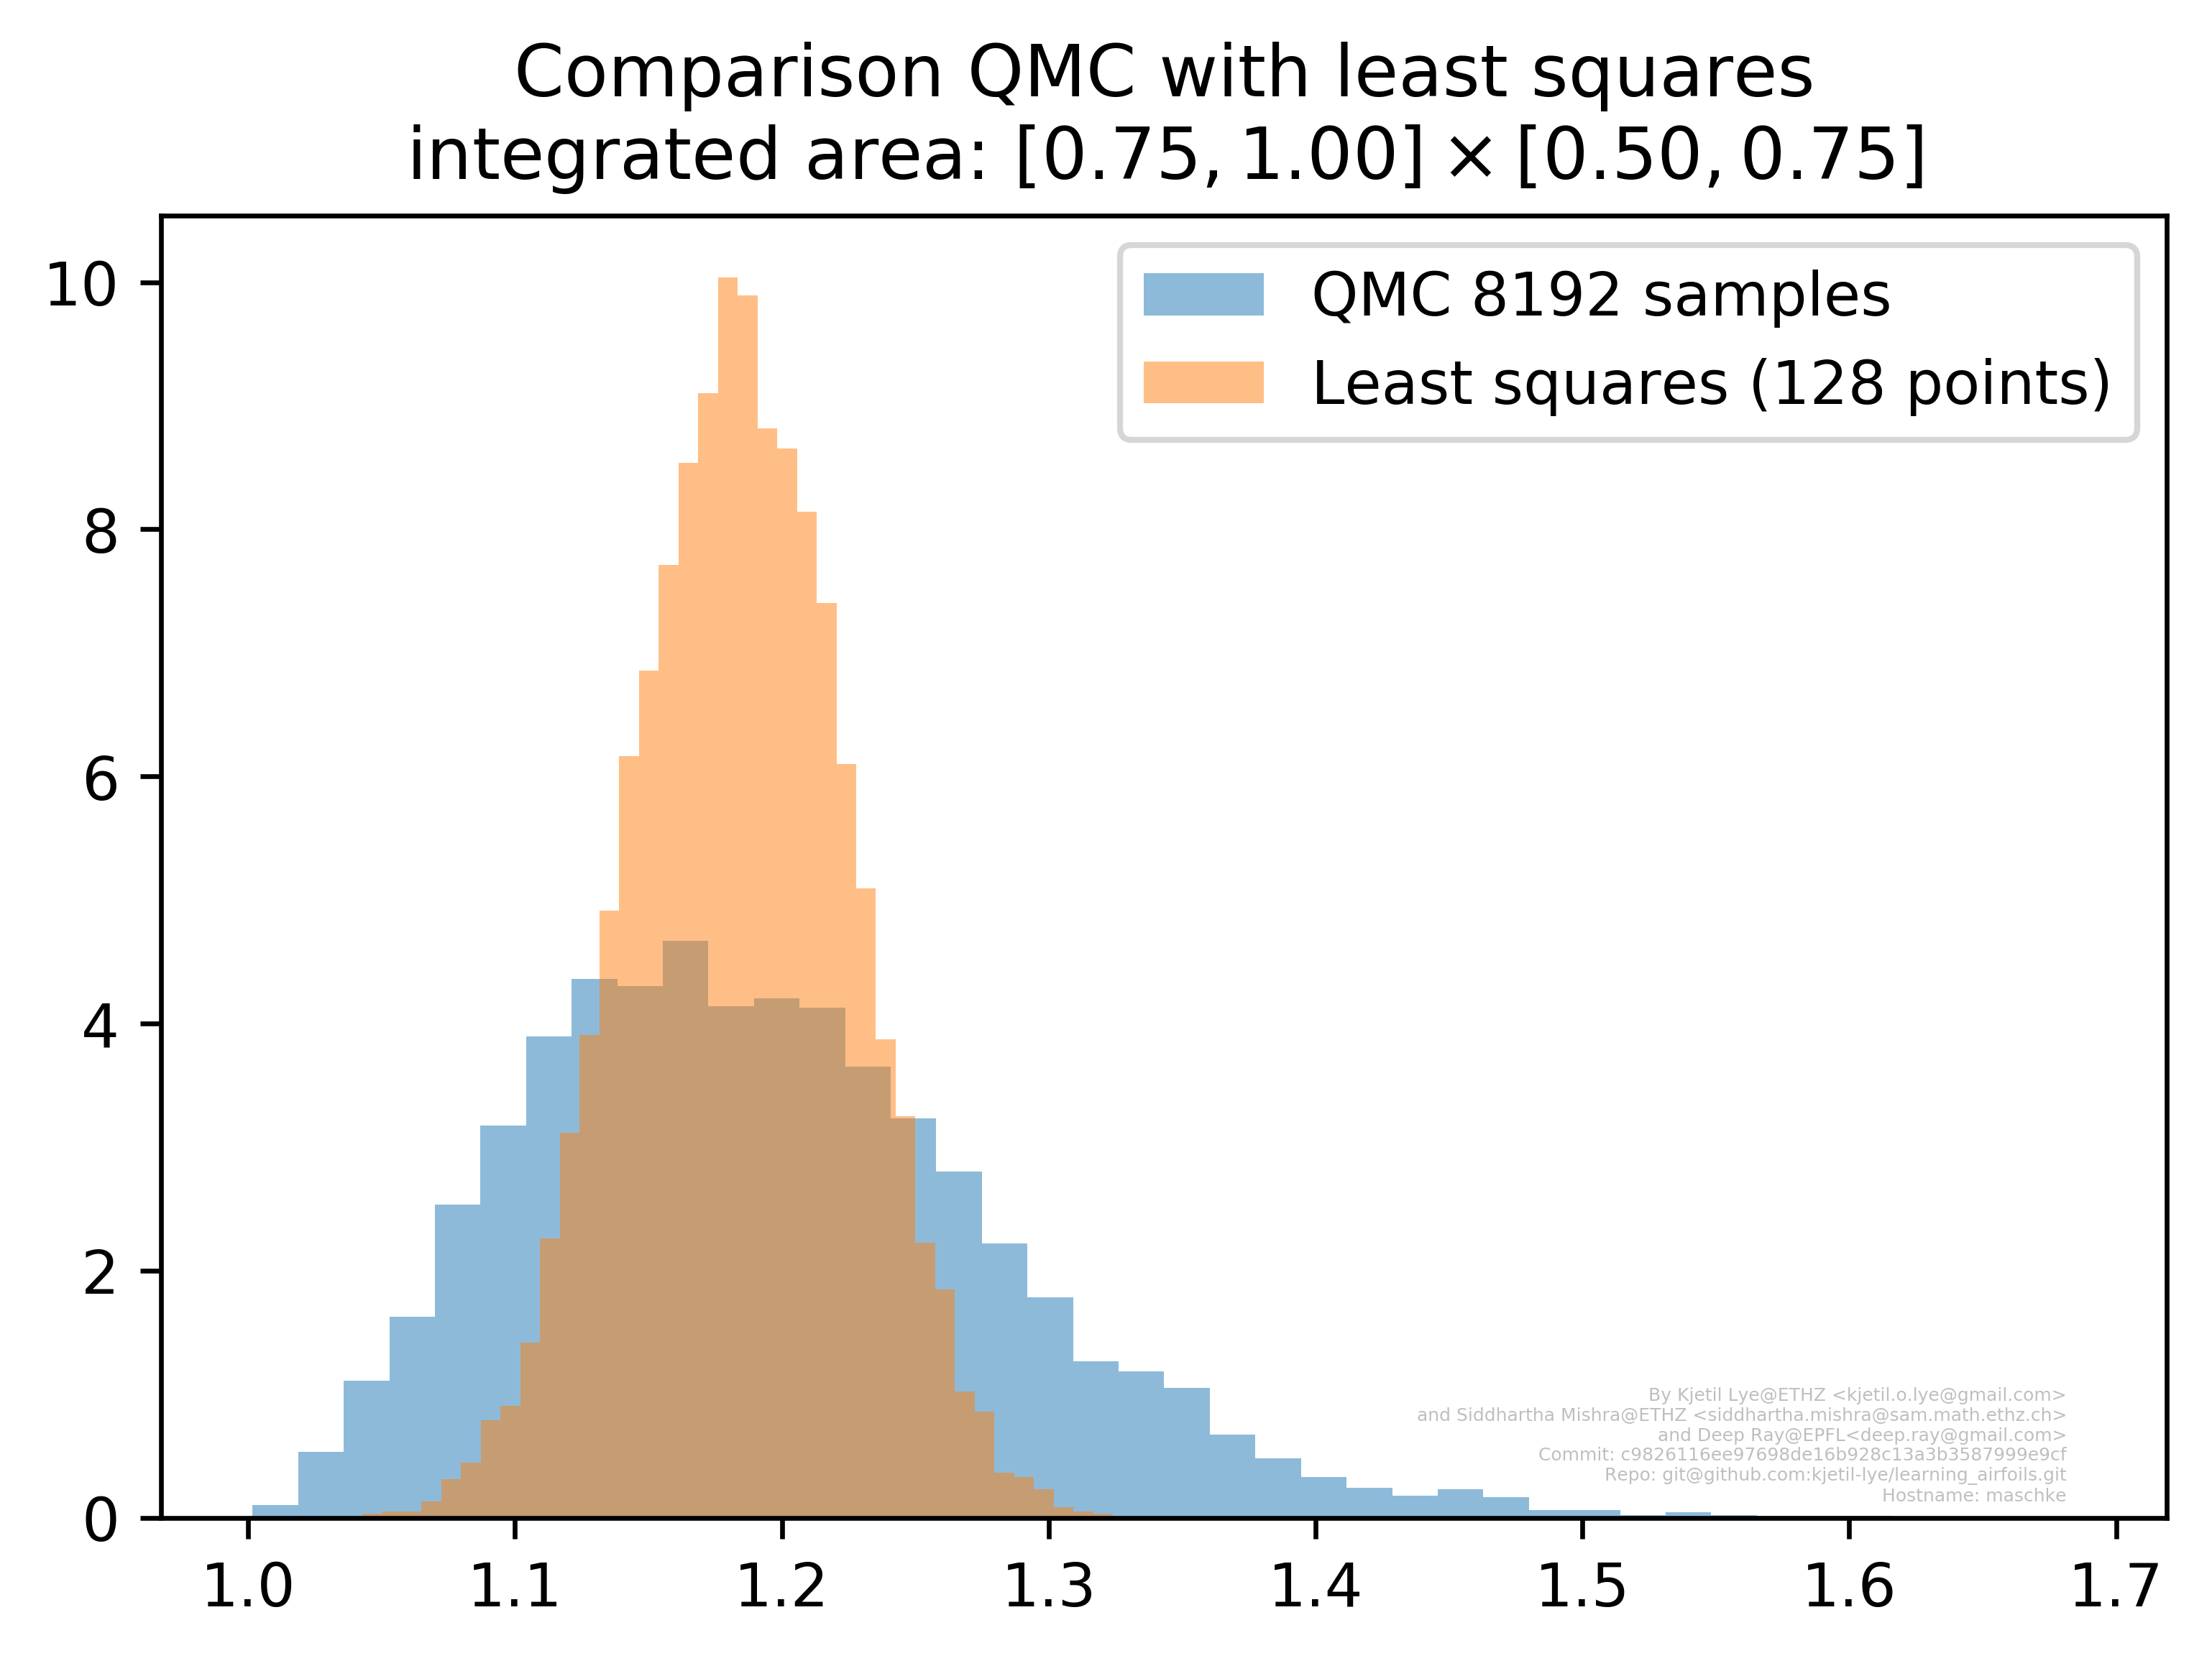 Comparison QMC with least squares
integrated area: [0.75, 1.00] × [0.50, 0.75]
QMC 8192 samples
Least squares (128 points)
10
8
6
4
2
0
By Kjetil Lye@ETHZ <kjetil.o.lye@gmail.com>
and Siddhartha Mishra@ETHZ <siddhartha.mishra@sam.math.ethz.ch>
and Deep Ray@EPFL<deep.ray@gmail.com>
Commit: c9826116ee97698de16b928c13a3b3587999e9cf
Repo: git@github.com:kjetil-lye/learning_airfoils.git
Hostname: maschke
1.0 1.1 1.2 1.3 1.4 1.5 1.6 1.7